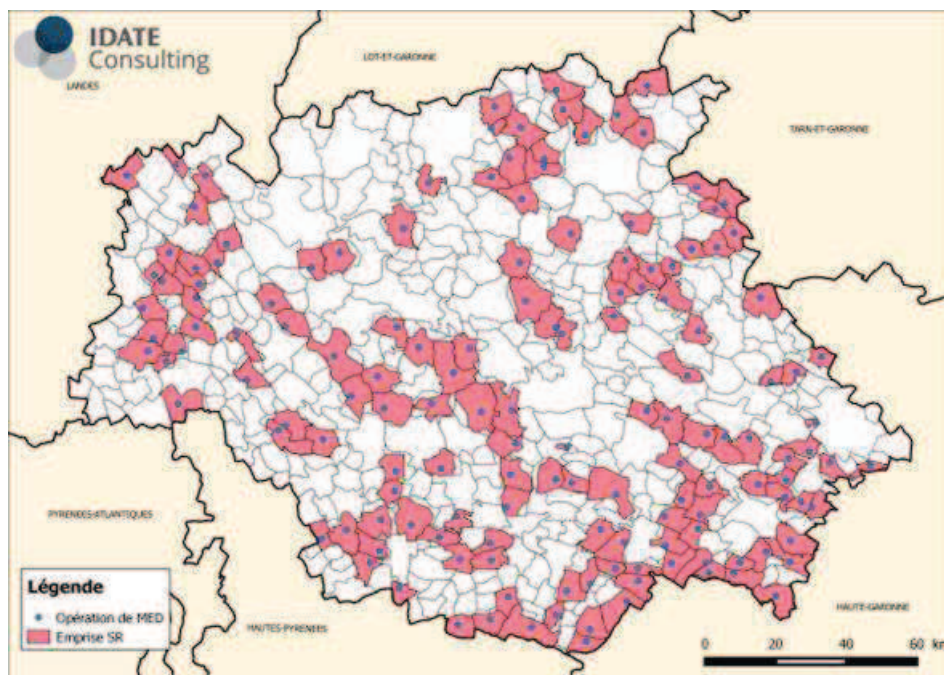 IDATE
Consulting
LOT-ET-GARONNE
LANDES
TARN-ET-GARONNE
PYRENEES-ATLANTIQUES
HAUTES-PYRENEES
HAUTE-GARONNE
Légende
Opération de MED
Emprise SR
0 20 40 60 km